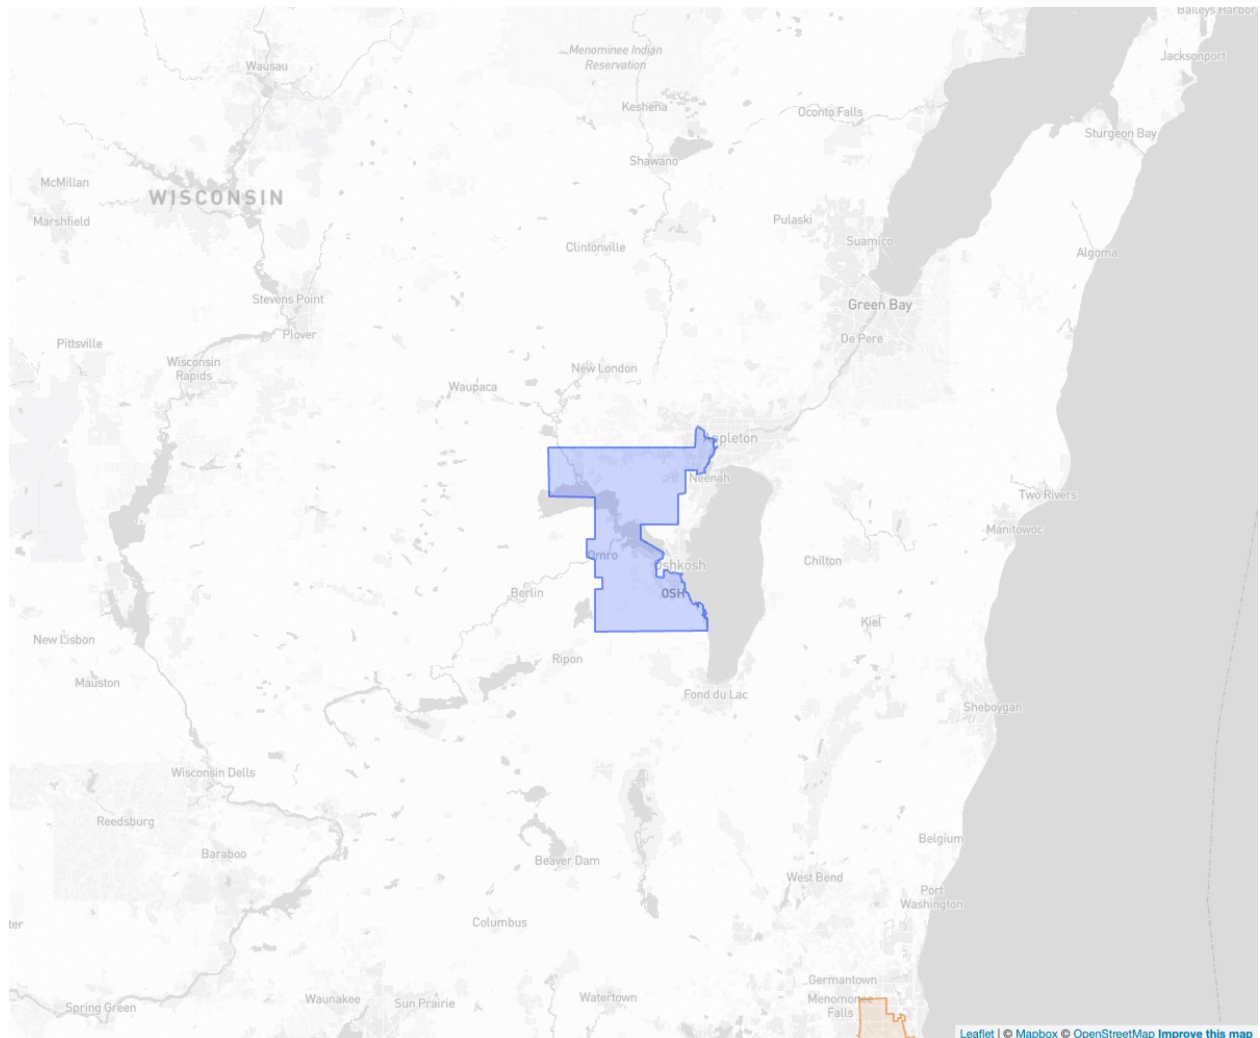 Baileys Harbor
Menominee Indian
Reservation
Jacksonport
Wausau
Keshena
Oconto Falls
Sturgeon Bay
Shawano
McMillan
WISCONSIN
Marshfield
Pulaski
Suamico
Clintonville
Algoma
Stevens Point
Green Bay
Plover
De Pere
Pittsville
Wisconsin
Rapids
New London
Waupaca
Appleton
Neenah
Two Rivers
Manitowoc
Omro
Oshkosh
Chilton
OSH
Berlin
Kiel
New Lisbon
Ripon
Mauston
Fond du Lac
Sheboygan
Wisconsin Dells
Reedsburg
Belgium
Baraboo
Beaver Dam
West Bend
Port
Washington
Columbus
ter
Germantown
Menomonee
Falls
Waunakee
Sun Prairie
Watertown
Spring Green
Leaflet | © Mapbox © OpenStreetMap Improve this map